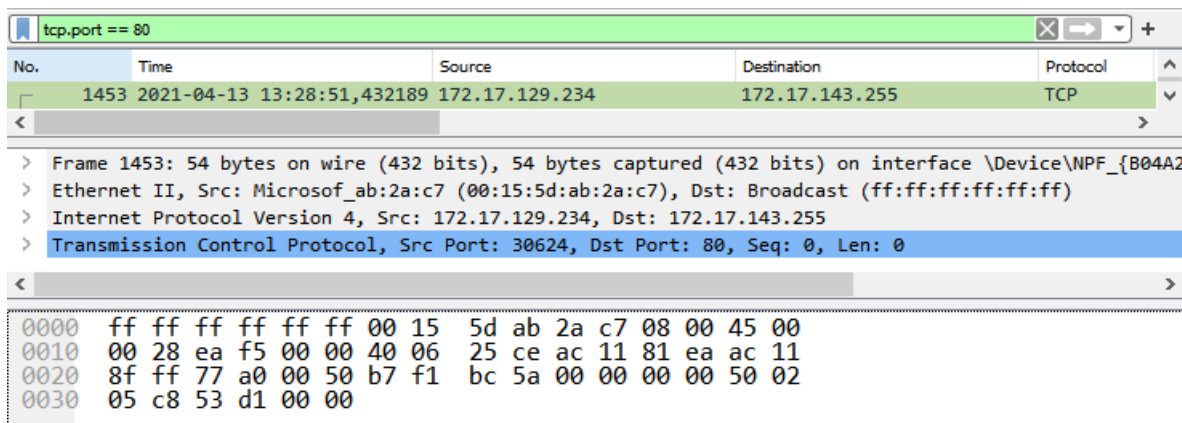 tcp.port == 80
No. Time Source Destination Protocol
1453 2021-04-13 13:28:51,432189 172.17.129.234 172.17.143.255 TCP
Frame 1453: 54 bytes on wire (432 bits), 54 bytes captured (432 bits) on interface \Device\NPF_{B04A2
Ethernet II, Src: Microsof_ab:2a:c7 (00:15:5d:ab:2a:c7), Dst: Broadcast (ff:ff:ff:ff:ff:ff)
Internet Protocol Version 4, Src: 172.17.129.234, Dst: 172.17.143.255
Transmission Control Protocol, Src Port: 30624, Dst Port: 80, Seq: 0, Len: 0
0000 ff ff ff ff ff ff 00 15 5d ab 2a c7 08 00 45 00
0010 00 28 ea f5 00 00 40 06 25 ce ac 11 81 ea ac 11
0020 8f ff 77 a0 00 50 b7 f1 bc 5a 00 00 00 00 50 02
0030 05 c8 53 d1 00 00